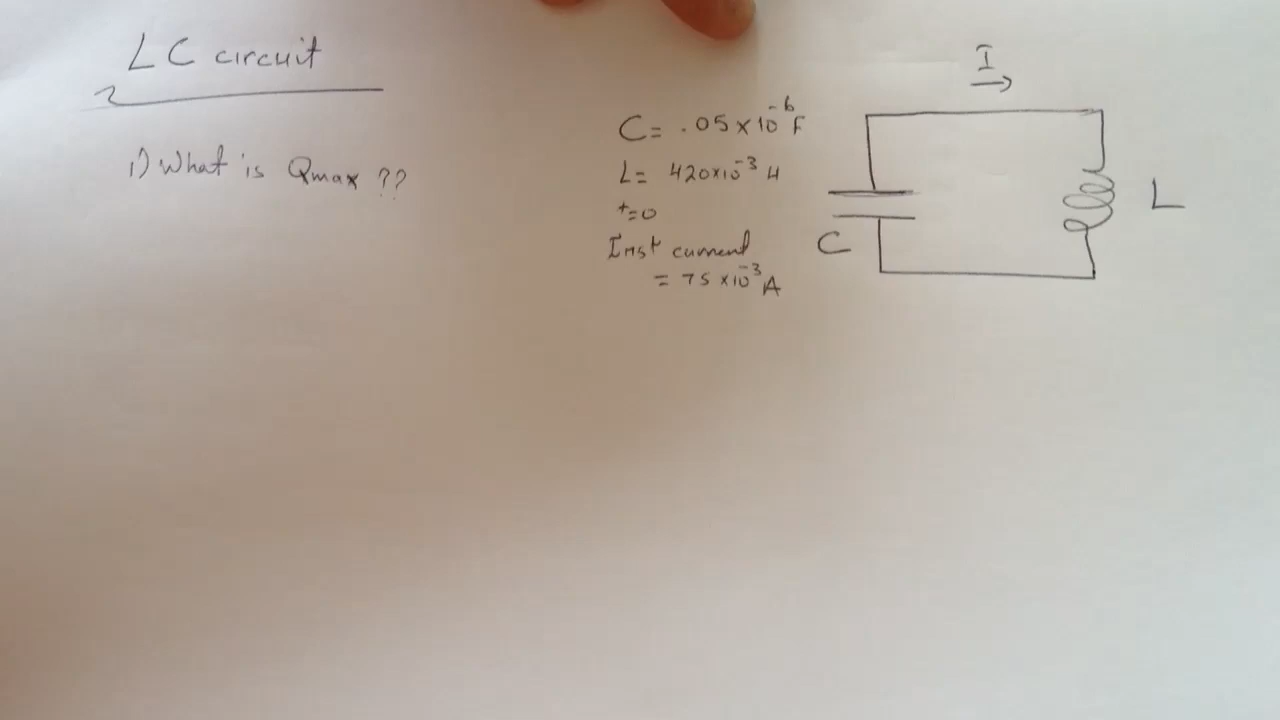 LC circuit
1) What is Qmax ??
C = .05×10⁻⁶ F
L = 420×10⁻³ H
t=0
Inst current
= 75×10⁻³ A
I
C
L